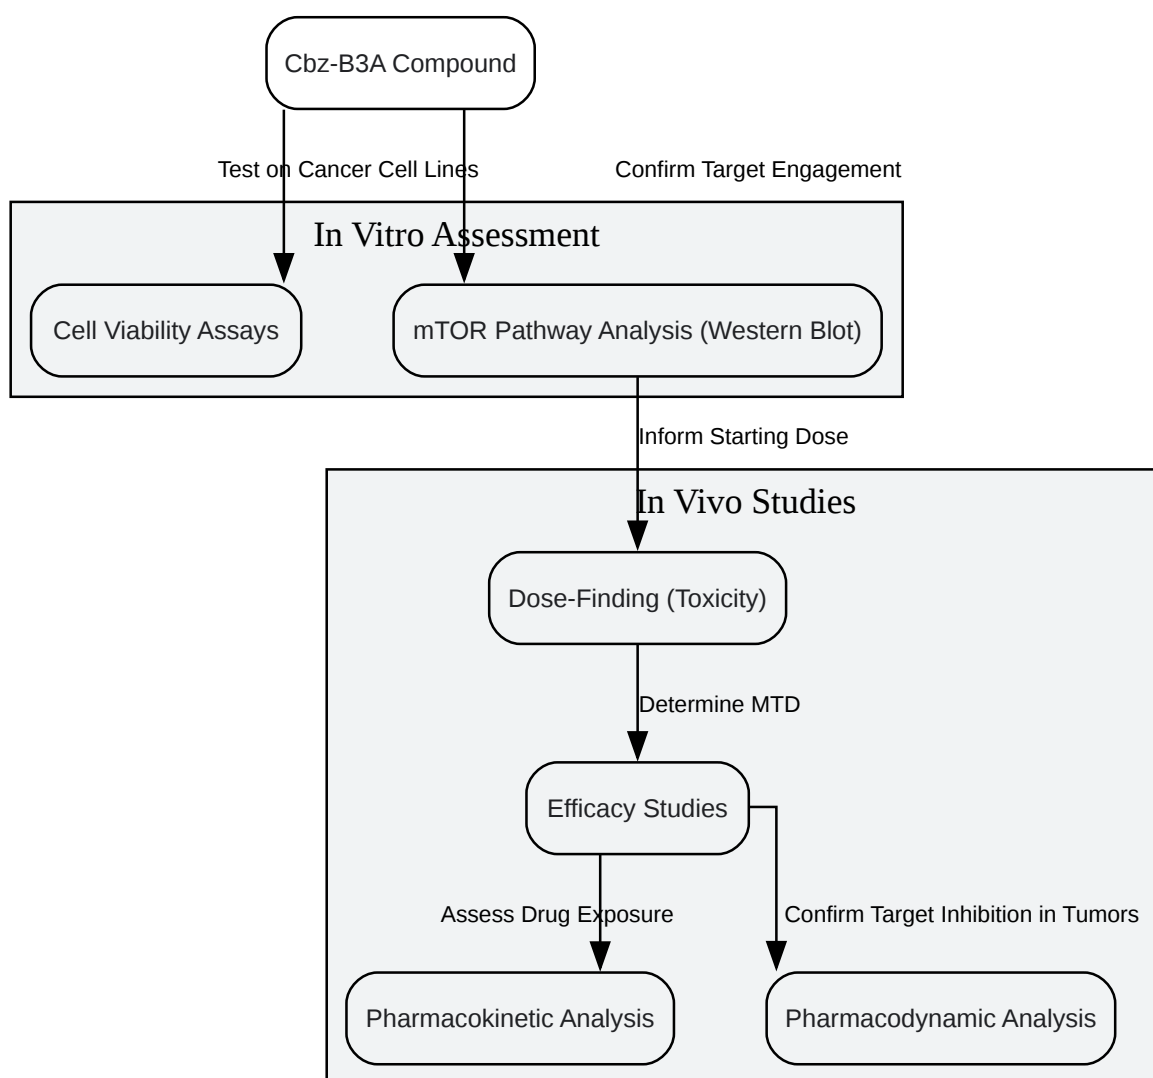 Cbz-B3A Compound
Test on Cancer Cell Lines
Confirm Target Engagement
In Vitro Assessment
Cell Viability Assays
mTOR Pathway Analysis (Western Blot)
Inform Starting Dose
In Vivo Studies
Dose-Finding (Toxicity)
Determine MTD
Efficacy Studies
Assess Drug Exposure
Confirm Target Inhibition in Tumors
Pharmacokinetic Analysis
Pharmacodynamic Analysis